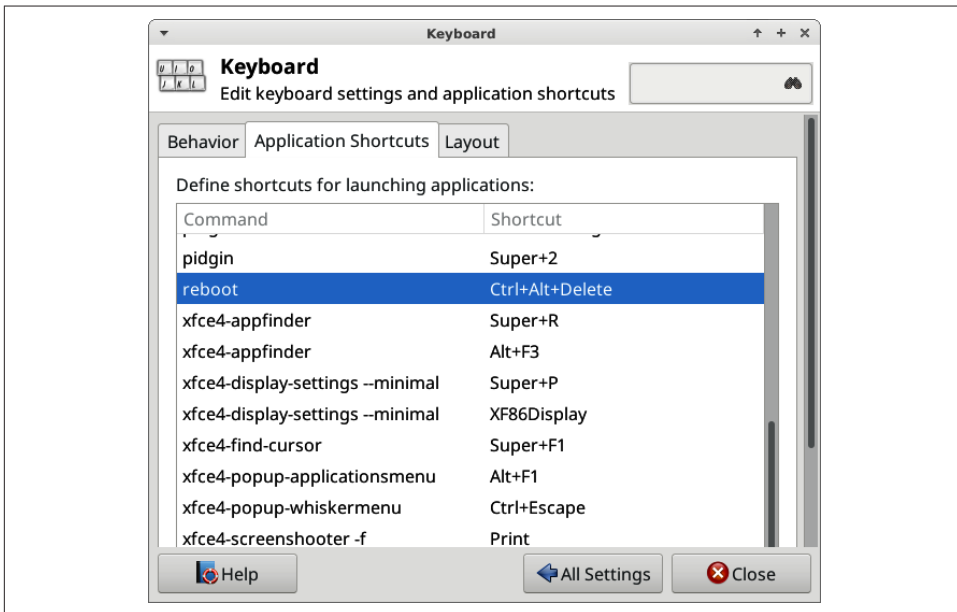 Keyboard
Keyboard
Edit keyboard settings and application shortcuts
Behavior Application Shortcuts Layout
Define shortcuts for launching applications:
Command Shortcut
pidgin Super+2
reboot Ctrl+Alt+Delete
xfce4-appfinder Super+R
xfce4-appfinder Alt+F3
xfce4-display-settings --minimal Super+P
xfce4-display-settings --minimal XF86Display
xfce4-find-cursor Super+F1
xfce4-popup-applicationsmenu Alt+F1
xfce4-popup-whiskermenu Ctrl+Escape
xfce4-screenshooter -f Print
Help All Settings Close